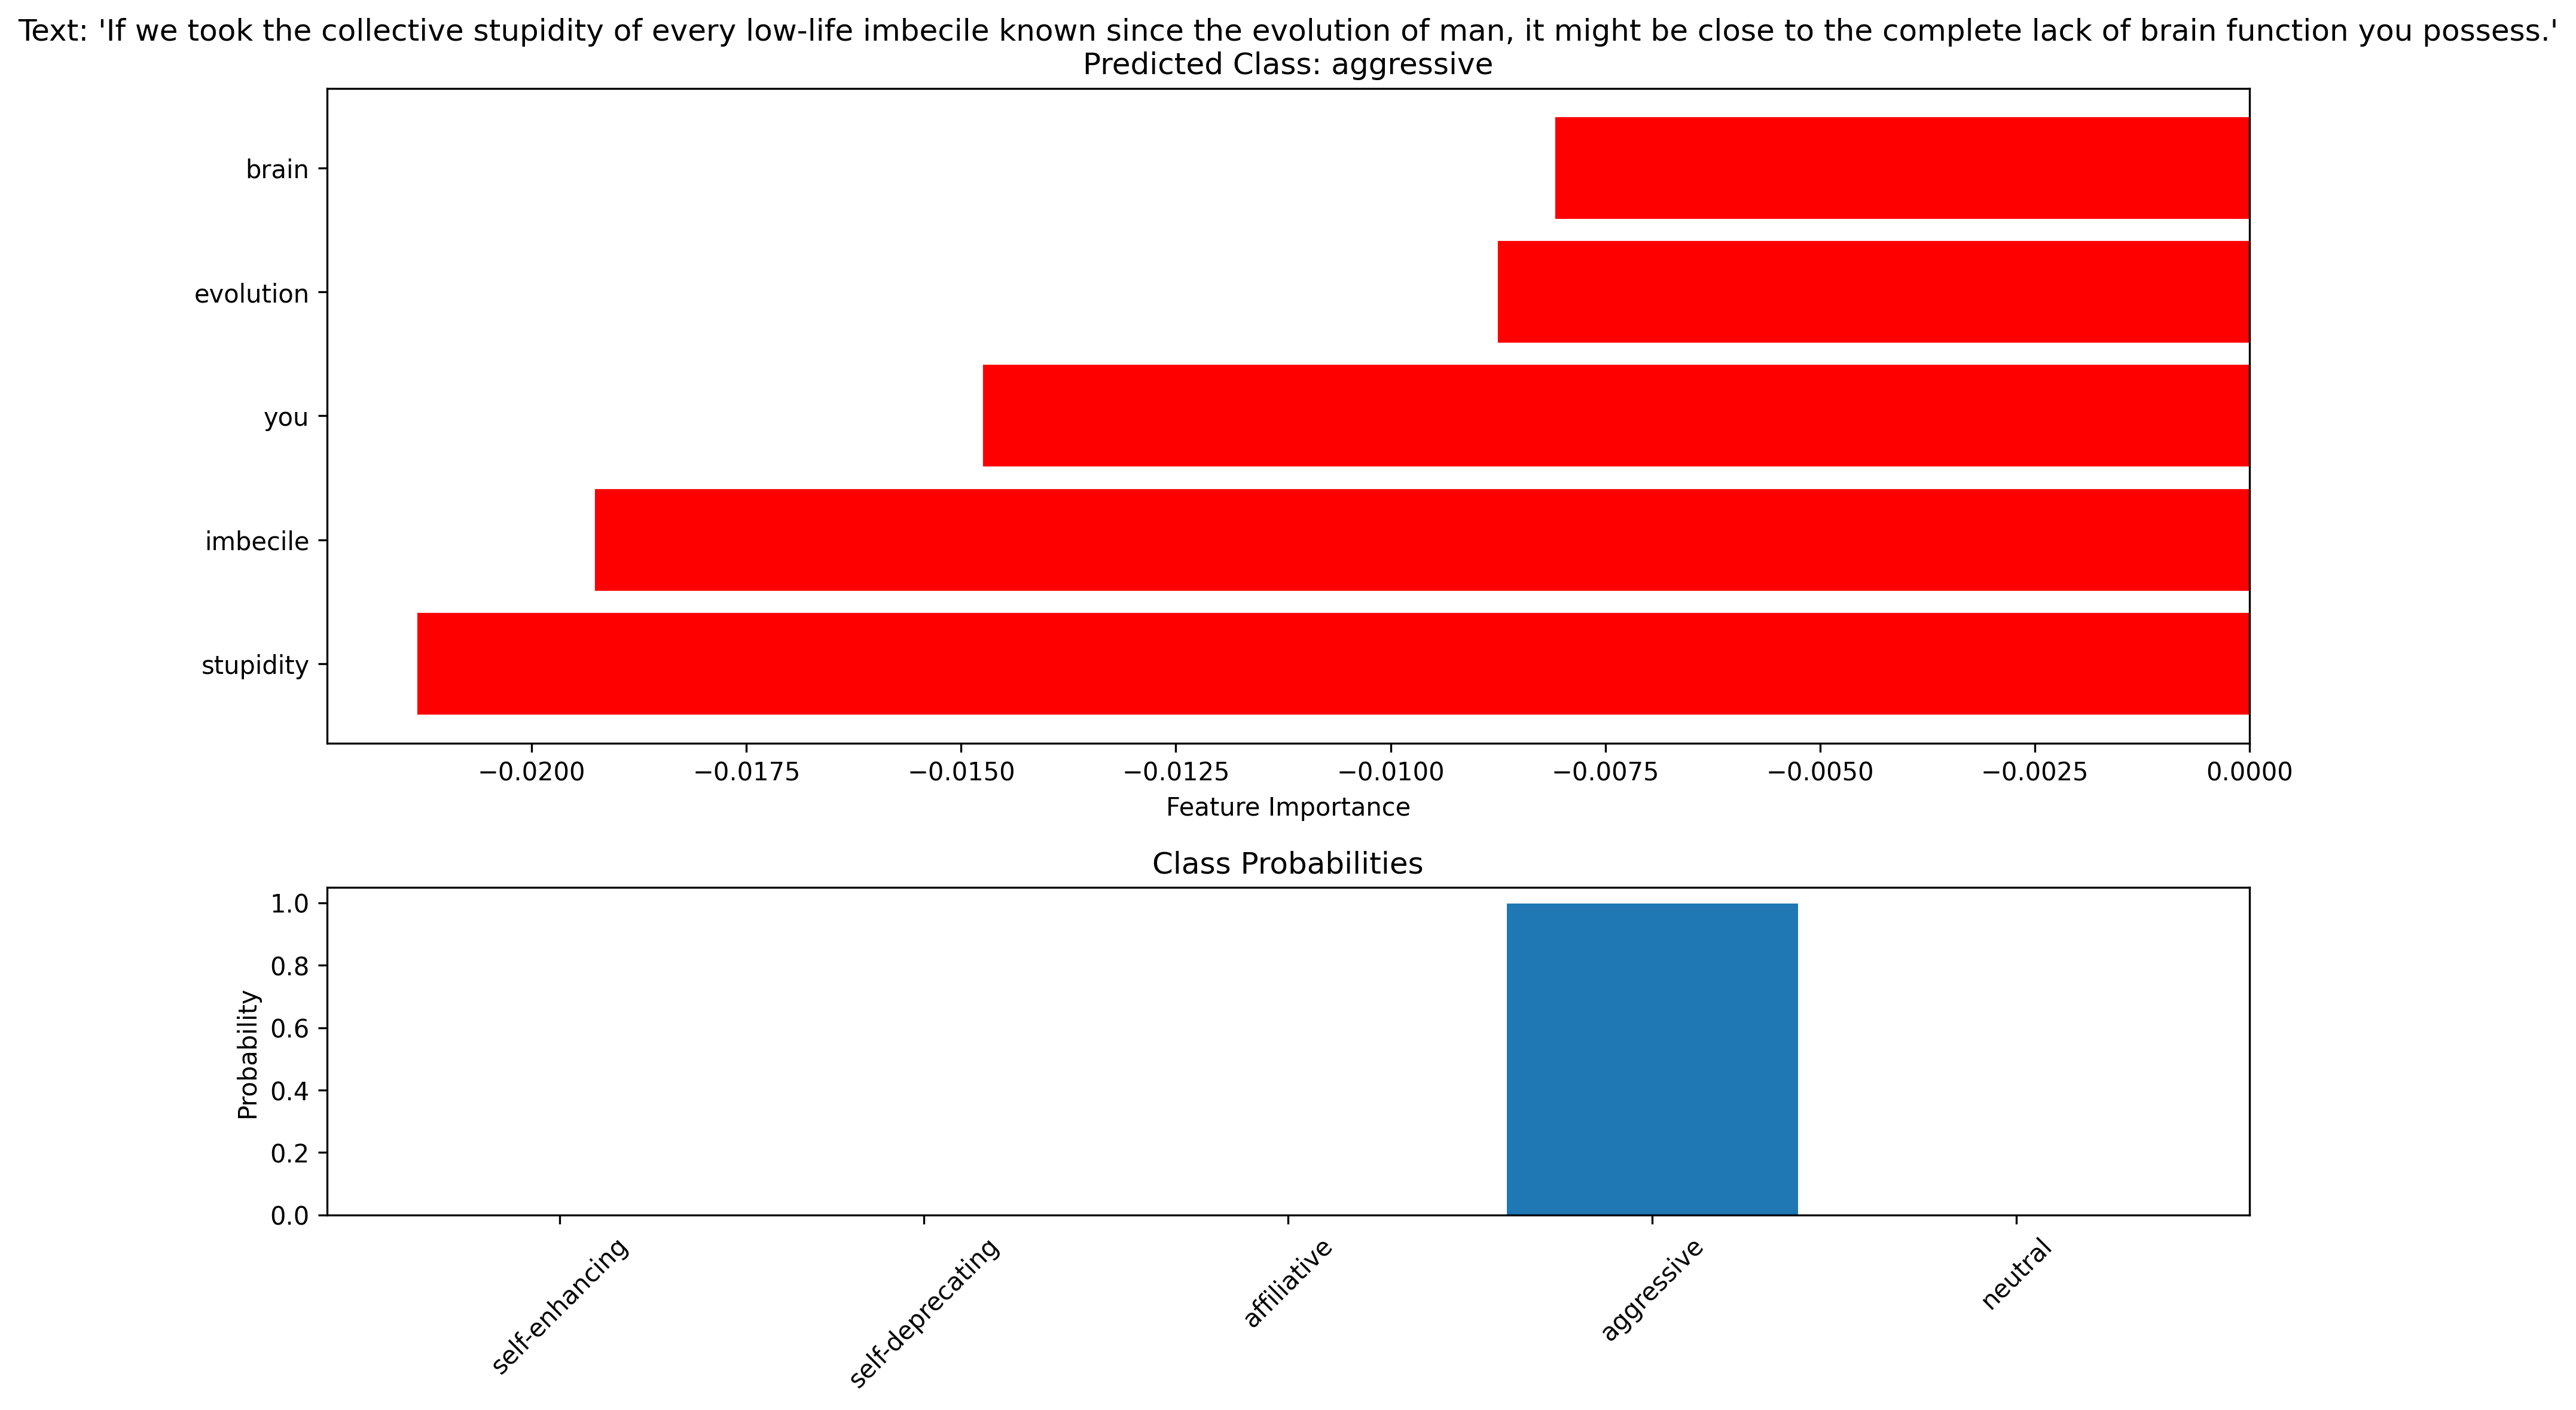 Text: 'If we took the collective stupidity of every low-life imbecile known since the evolution of man, it might be close to the complete lack of brain function you possess.'
Predicted Class: aggressive
brain
evolution
you
imbecile
stupidity
−0.0200 −0.0175 −0.0150 −0.0125 −0.0100 −0.0075 −0.0050 −0.0025 0.0000
Feature Importance
Class Probabilities
1.0
0.8
0.6
0.4
0.2
0.0
Probability
self-enhancing
self-deprecating
affiliative
aggressive
neutral